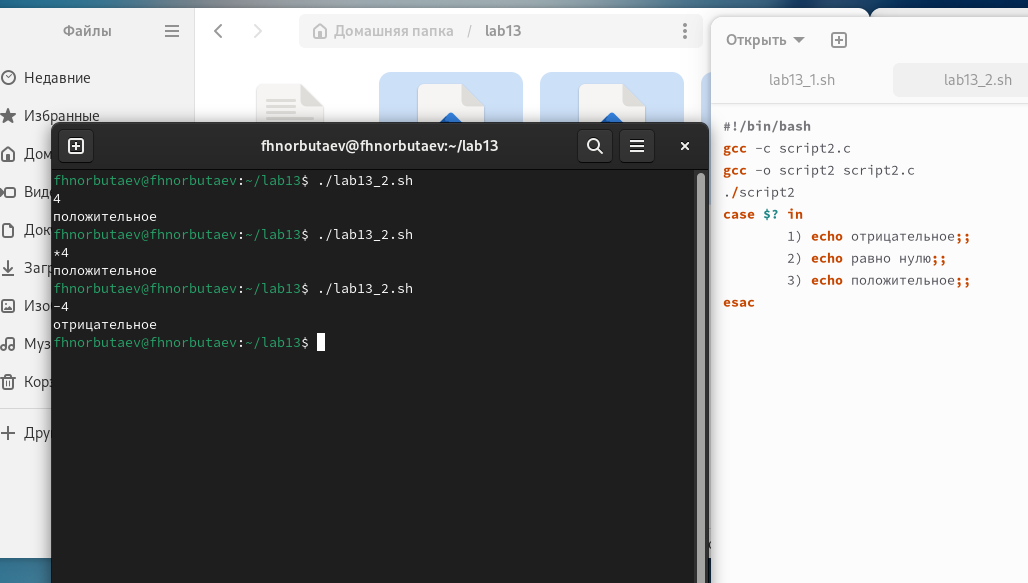 Файлы
Домашняя папка / lab13
Недавние
Избранные
Дом
Вид
Док
Загр
Изо
Муз
Корз
Дру
fhnorbutaev@fhnorbutaev:~/lab13
fhnorbutaev@fhnorbutaev:~/lab13$ ./lab13_2.sh
4
положительное
fhnorbutaev@fhnorbutaev:~/lab13$ ./lab13_2.sh
*4
положительное
fhnorbutaev@fhnorbutaev:~/lab13$ ./lab13_2.sh
-4
отрицательное
fhnorbutaev@fhnorbutaev:~/lab13$
Открыть
lab13_1.sh lab13_2.sh
#!/bin/bash
gcc -c script2.c
gcc -o script2 script2.c
./script2
case $? in
1) echo отрицательное;;
2) echo равно нулю;;
3) echo положительное;;
esac